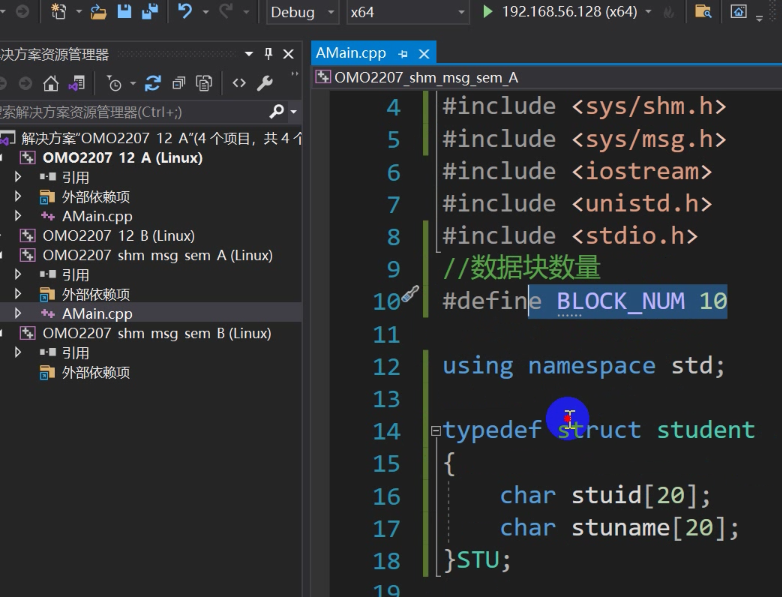 Debug
x64
192.168.56.128 (x64)
决方案资源管理器
AMain.cpp
OMO2207_shm_msg_sem_A
索解决方案资源管理器(Ctrl+;)
解决方案"OMO2207 12 A"(4 个项目，共 4 个
OMO2207 12 A (Linux)
引用
外部依赖项
AMain.cpp
OMO2207 12 B (Linux)
OMO2207 shm msg sem A (Linux)
引用
外部依赖项
AMain.cpp
OMO2207 shm msg sem B (Linux)
引用
外部依赖项
4 #include <sys/shm.h>
5 #include <sys/msg.h>
6 #include <iostream>
7 #include <unistd.h>
8 #include <stdio.h>
9 //数据块数量
10 #define BLOCK_NUM 10
11
12 using namespace std;
13
14 typedef struct student
15 {
16 char stuid[20];
17 char stuname[20];
18 }STU;
19